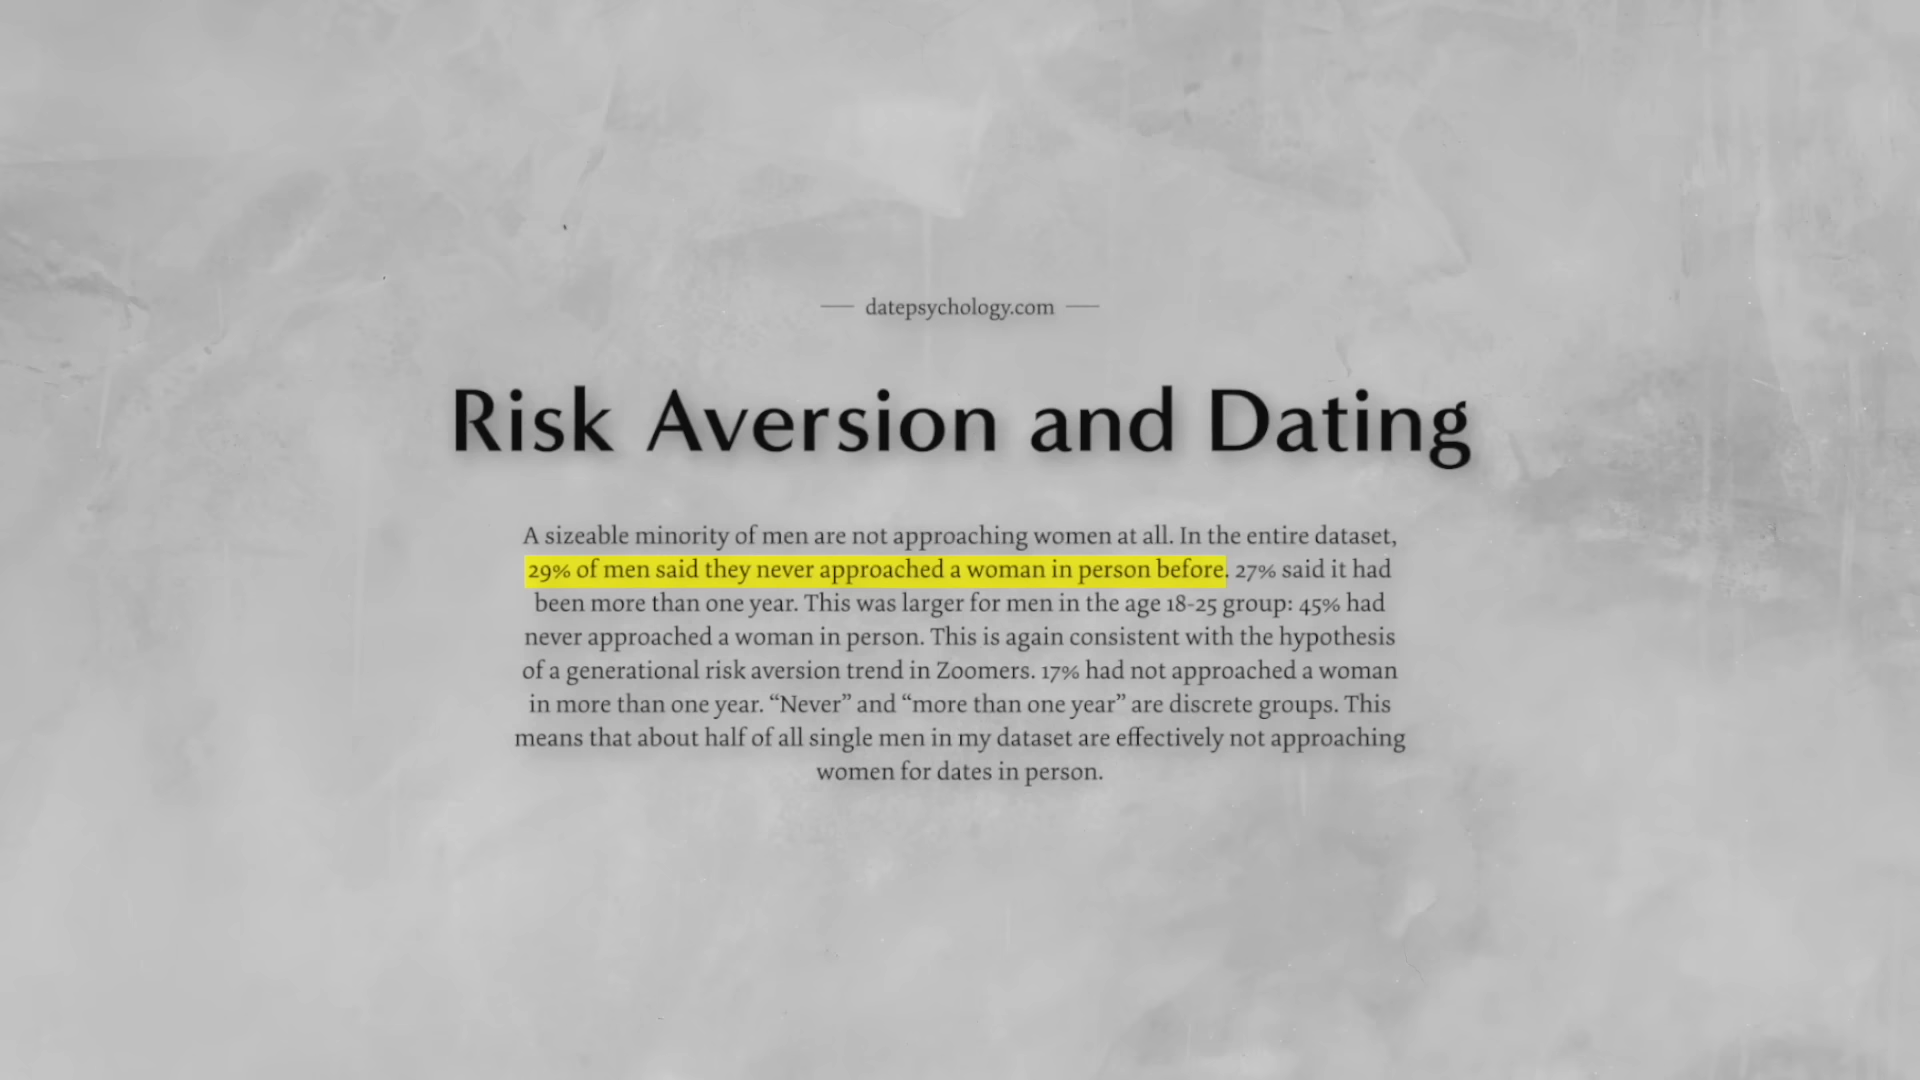 datepsychology.com
Risk Aversion and Dating
A sizeable minority of men are not approaching women at all. In the entire dataset,
29% of men said they never approached a woman in person before. 27% said it had
been more than one year. This was larger for men in the age 18-25 group: 45% had
never approached a woman in person. This is again consistent with the hypothesis
of a generational risk aversion trend in Zoomers. 17% had not approached a woman
in more than one year. “Never” and “more than one year” are discrete groups. This
means that about half of all single men in my dataset are effectively not approaching
women for dates in person.